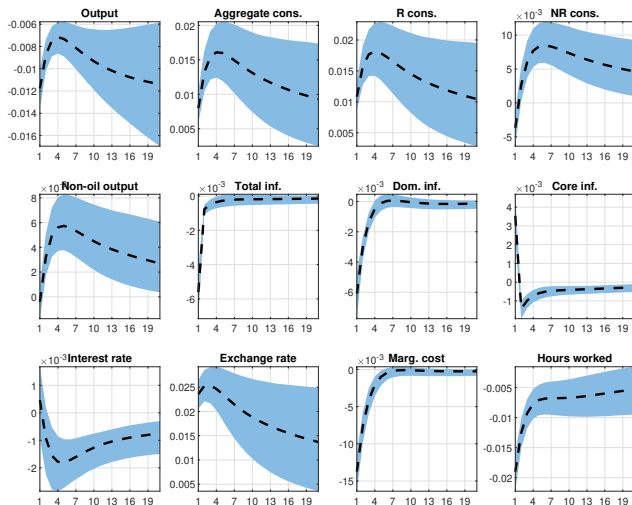 Output Aggregate cons. R cons. NR cons.
-0.006 -0.008 -0.01 -0.012 -0.014 -0.016
0.02 0.015 0.01 0.005
0.02 0.015 0.01 0.005
×10⁻³ 10 5 0 -5
1 4 7 10 13 16 19 1 4 7 10 13 16 19 1 4 7 10 13 16 19 1 4 7 10 13 16 19
Non-oil output Total inf. Dom. inf. Core inf.
×10⁻³ 8 6 4 2 0
×10⁻³ 0 -2 -4 -6
×10⁻³ 0 -2 -4 -6
×10⁻³ 4 3 2 1 0 -1
1 4 7 10 13 16 19 1 4 7 10 13 16 19 1 4 7 10 13 16 19 1 4 7 10 13 16 19
Interest rate Exchange rate Marg. cost Hours worked
×10⁻³ 1 0 -1 -2
0.025 0.02 0.015 0.01 0.005
×10⁻³ 0 -5 -10 -15
-0.005 -0.01 -0.015 -0.02
1 4 7 10 13 16 19 1 4 7 10 13 16 19 1 4 7 10 13 16 19 1 4 7 10 13 16 19